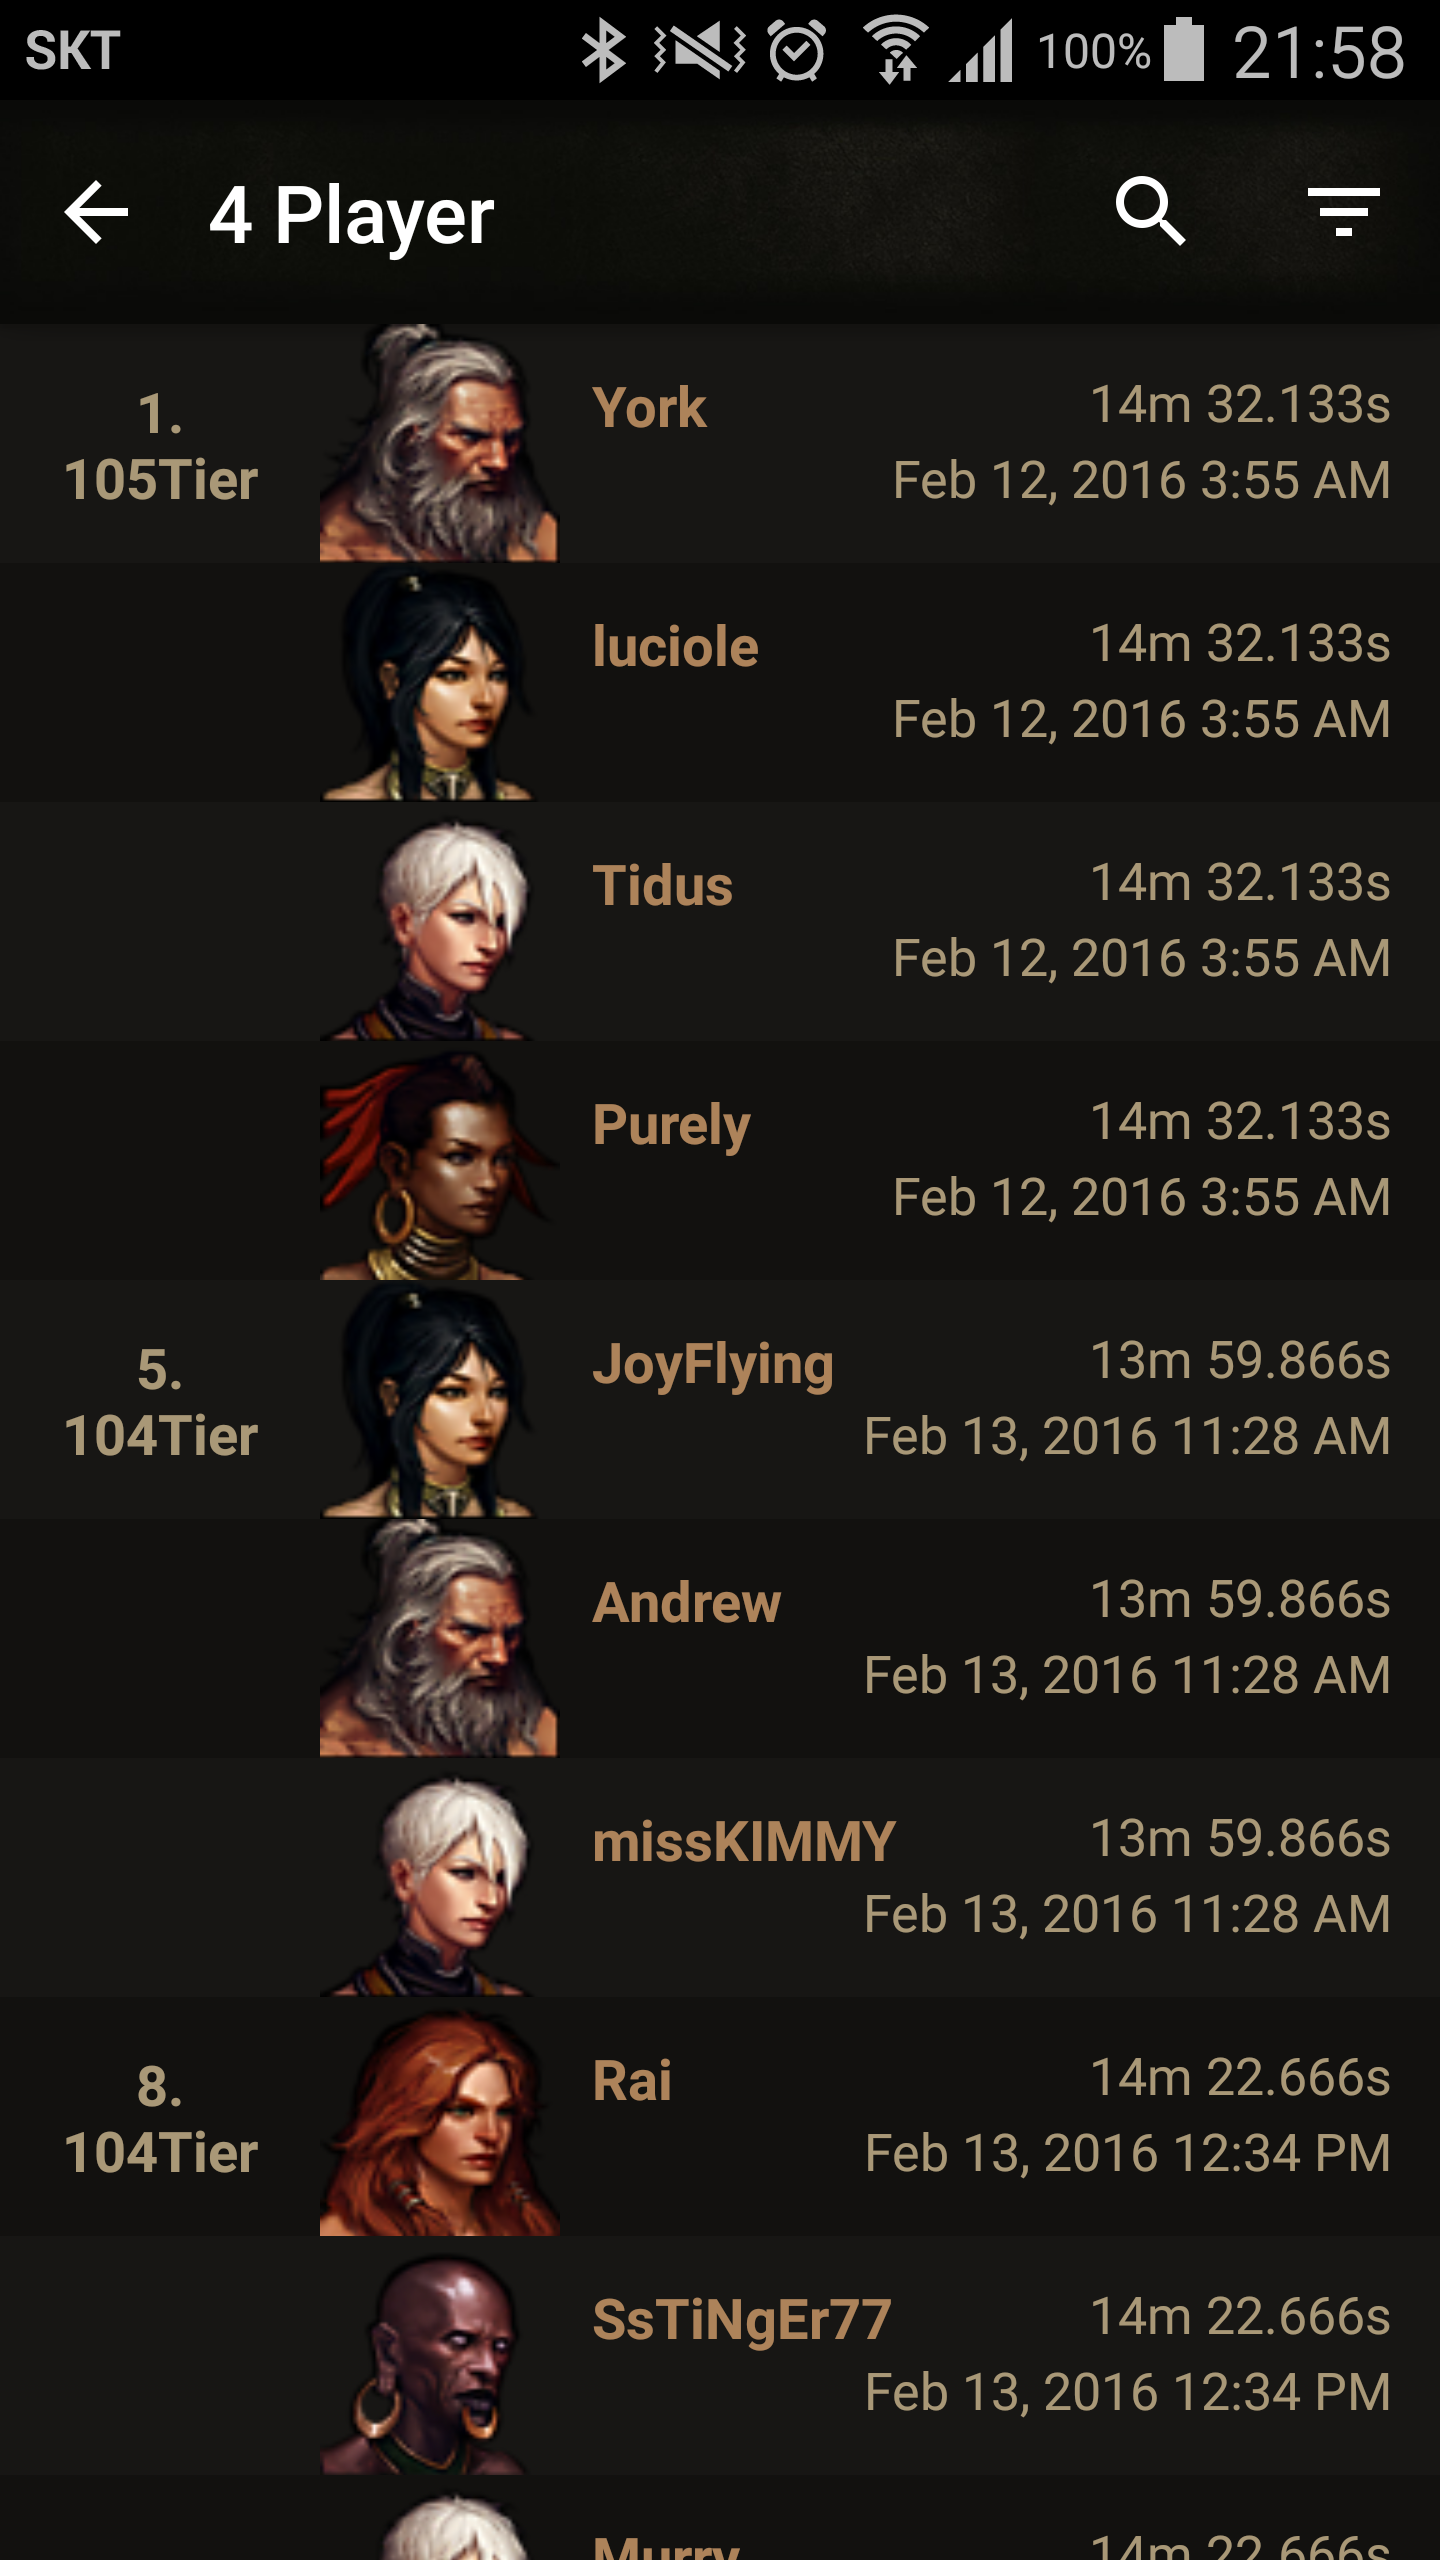 SKT 100% 21:58
4 Player
1. 105Tier
York 14m 32.133s
Feb 12, 2016 3:55 AM
luciole 14m 32.133s
Feb 12, 2016 3:55 AM
Tidus 14m 32.133s
Feb 12, 2016 3:55 AM
Purely 14m 32.133s
Feb 12, 2016 3:55 AM
5. 104Tier
JoyFlying 13m 59.866s
Feb 13, 2016 11:28 AM
Andrew 13m 59.866s
Feb 13, 2016 11:28 AM
missKIMMY 13m 59.866s
Feb 13, 2016 11:28 AM
8. 104Tier
Rai 14m 22.666s
Feb 13, 2016 12:34 PM
SsTiNgEr77 14m 22.666s
Feb 13, 2016 12:34 PM
Murry 14m 22.666s